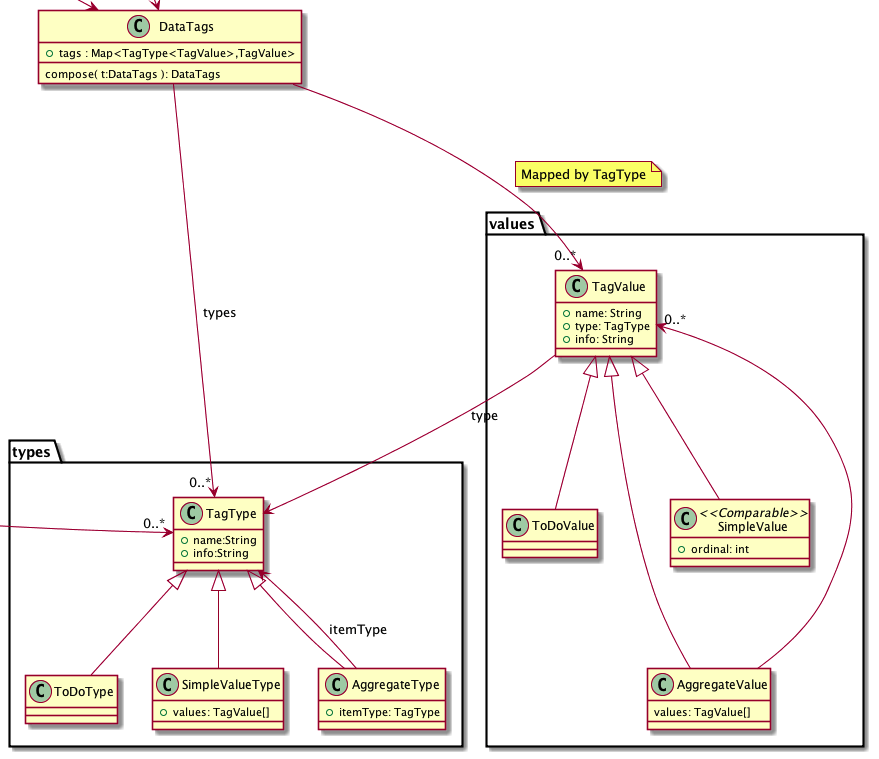 C DataTags
tags : Map<TagType<TagValue>,TagValue>
compose( t:DataTags ): DataTags
Mapped by TagType
values
0..*
C TagValue
name: String
type: TagType
info: String
0..*
types
type
types
0..*
C TagType
name:String
info:String
0..*
C ToDoValue
C <<Comparable>>
SimpleValue
ordinal: int
itemType
C ToDoType
C SimpleValueType
values: TagValue[]
C AggregateType
itemType: TagType
C AggregateValue
values: TagValue[]